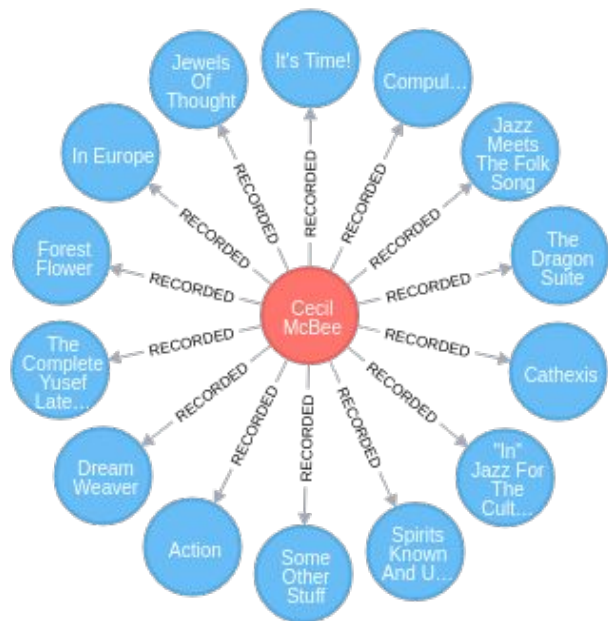 It's Time!
Compul…
Jazz
Meets
The Folk
Song
The
Dragon
Suite
Cathexis
"In"
Jazz For
The
Cult…
Spirits
Known
And U…
Some
Other
Stuff
Action
Dream
Weaver
The
Complete
Yusef
Late…
Forest
Flower
In Europe
Jewels
Of
Thought
Cecil
McBee
RECORDED
RECORDED
RECORDED
RECORDED
RECORDED
RECORDED
RECORDED
RECORDED
RECORDED
RECORDED
RECORDED
RECORDED
RECORDED
RECORDED